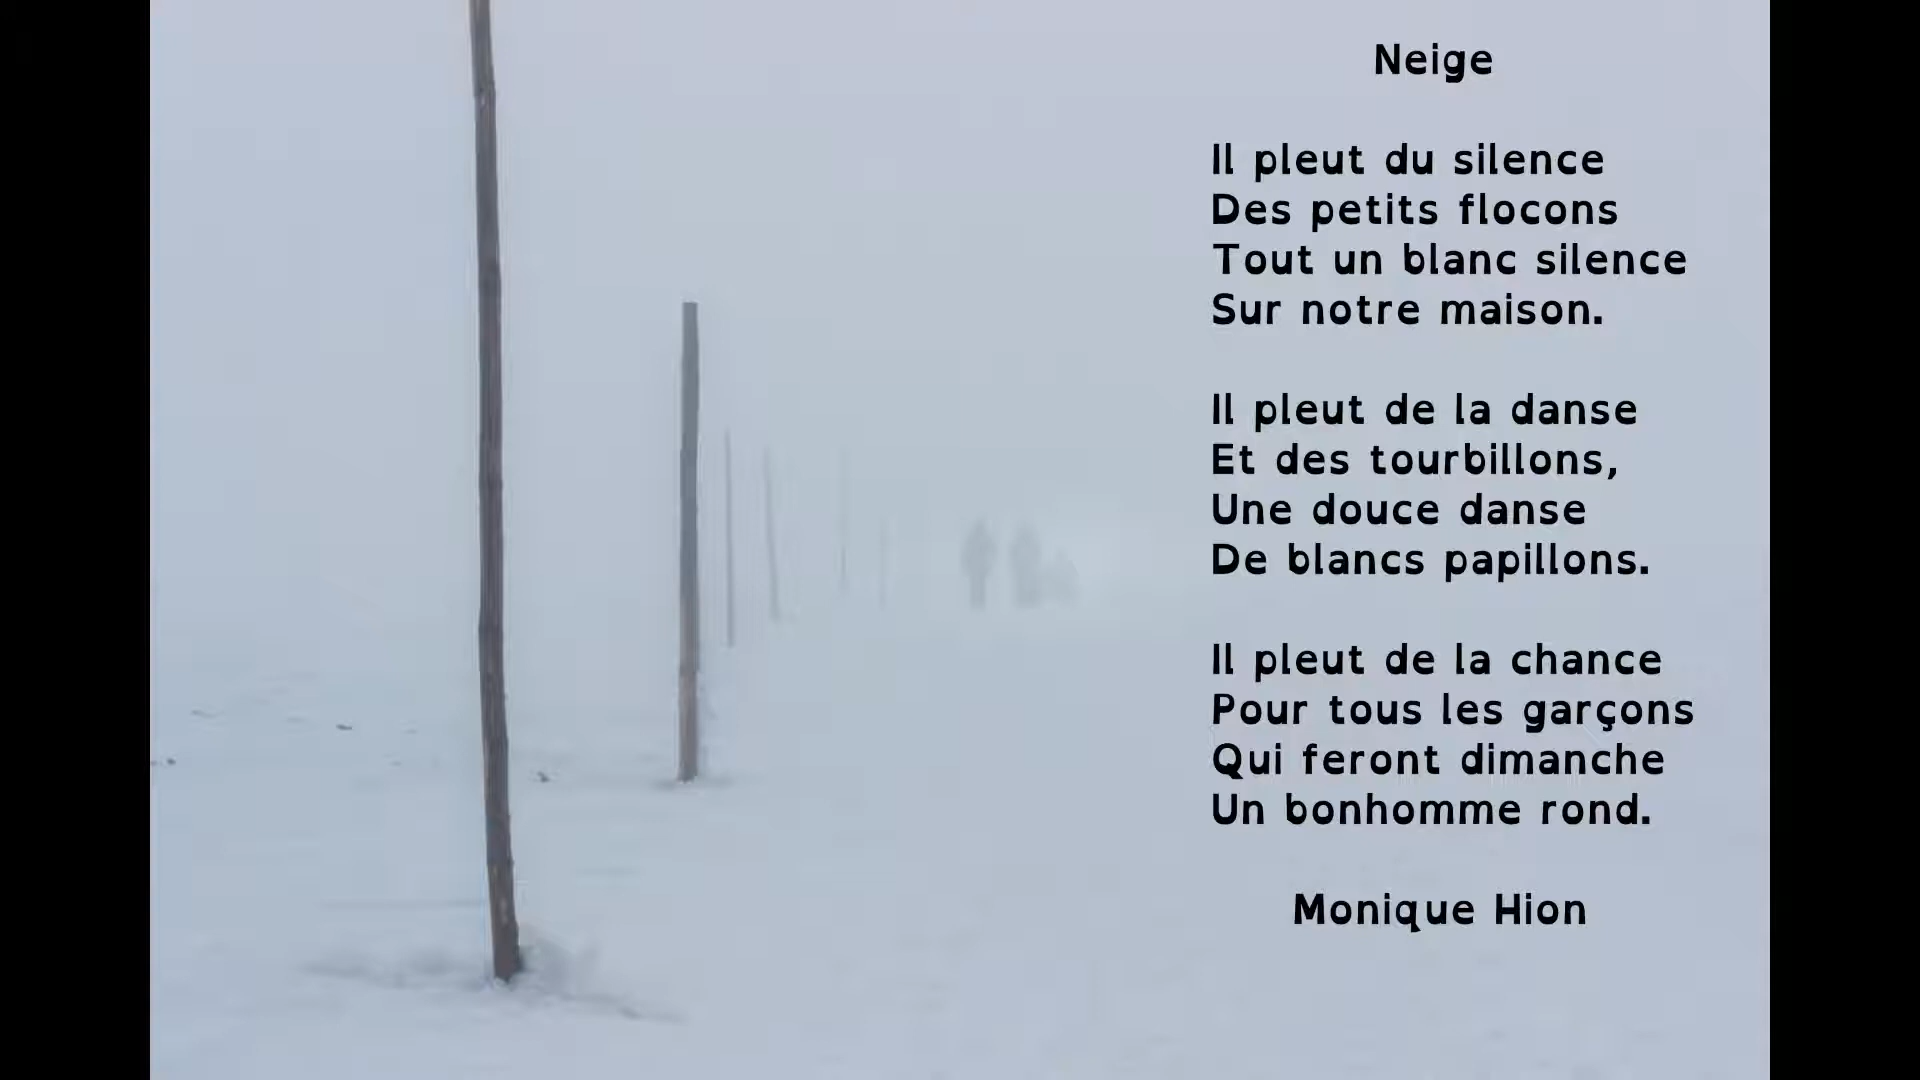 Neige
Il pleut du silence
Des petits flocons
Tout un blanc silence
Sur notre maison.
Il pleut de la danse
Et des tourbillons,
Une douce danse
De blancs papillons.
Il pleut de la chance
Pour tous les garçons
Qui feront dimanche
Un bonhomme rond.
Monique Hion